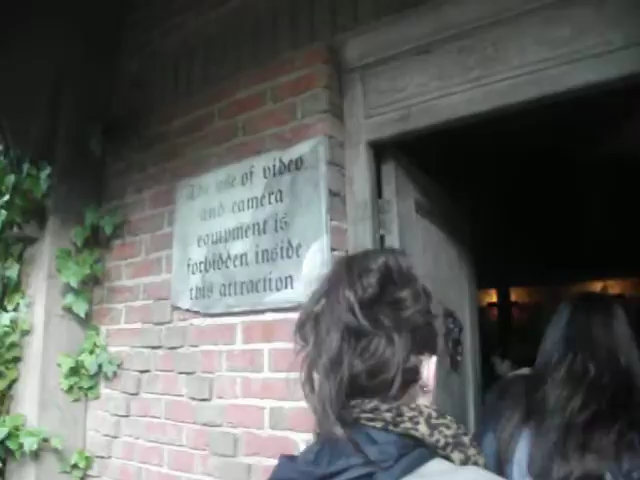 The use of video
and camera
equipment is
forbidden inside
this attraction